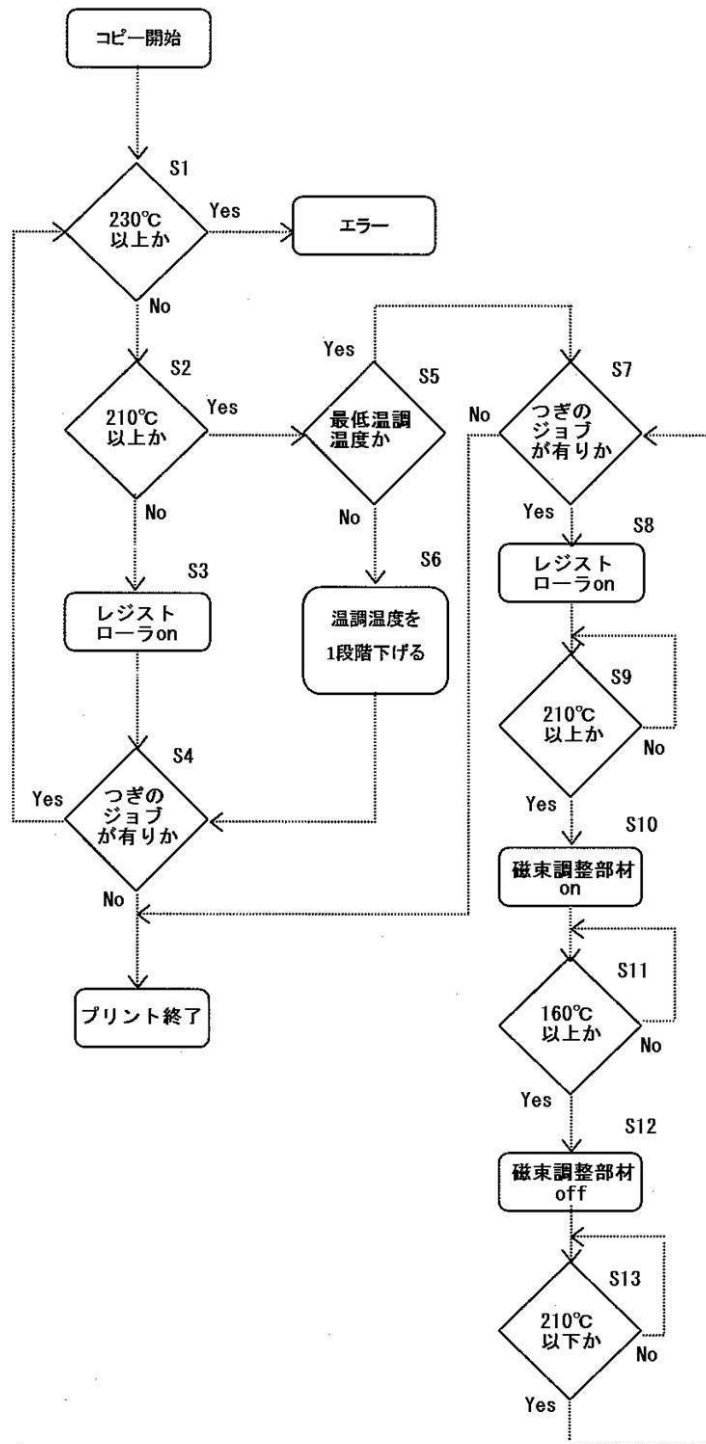 コピー開始
S1
230℃
以上か
Yes
エラー
No
S2
210℃
以上か
Yes
No
S3
レジスト
ローラon
S4
つぎの
ジョブ
が有りか
Yes
No
プリント終了
Yes
S5
最低温調
温度か
No
S6
温調温度を
1段階下げる
S7
No
つぎの
ジョブ
が有りか
Yes
S8
レジスト
ローラon
S9
210℃
以上か
No
Yes
S10
磁束調整部材
on
S11
160℃
以上か
No
Yes
S12
磁束調整部材
off
S13
210℃
以下か
No
Yes